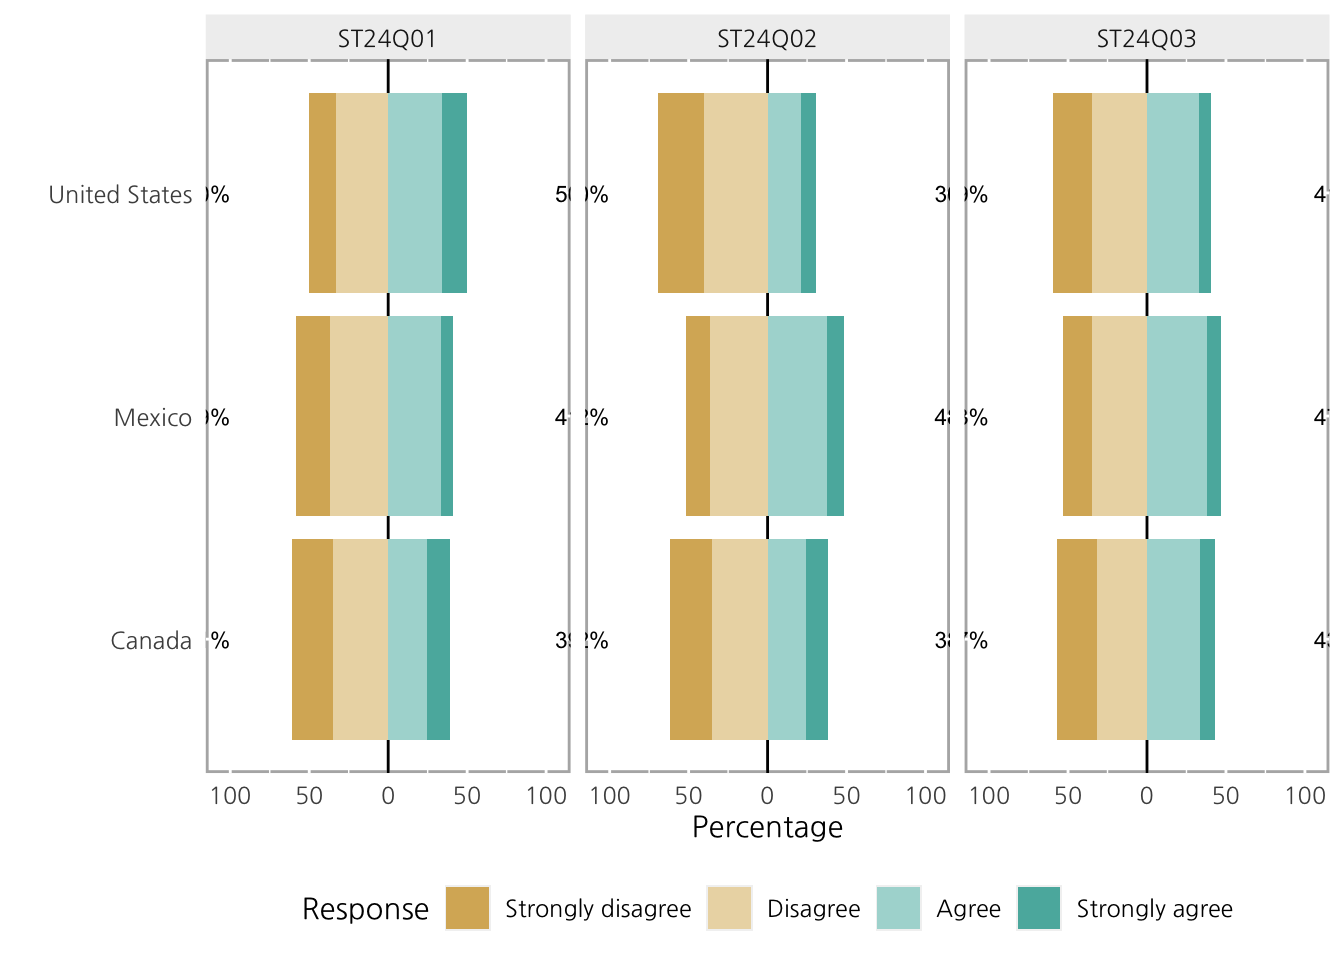 ST24Q01 ST24Q02 ST24Q03
United States
Mexico
Canada
100 50 0 50 100 100 50 0 50 100 100 50 0 50 100
Percentage
Response Strongly disagree Disagree Agree Strongly agree